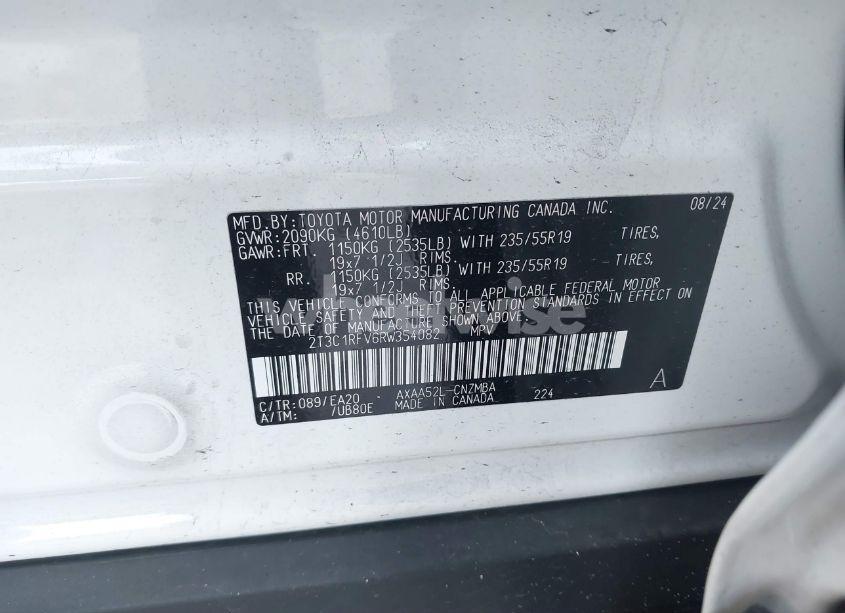 MFD.BY:TOYOTA MOTOR MANUFACTURING CANADA INC. 08/24
GVWR:2090KG (4610LB)
GAWR:FRT. 1150KG (2535LB) WITH 235/55R19 TIRES,
19x7 1/2J RIMS.
RR. 1150KG (2535LB) WITH 235/55R19 TIRES,
19x7 1/2J RIMS.
THIS VEHICLE CONFORMS TO ALL APPLICABLE FEDERAL MOTOR
VEHICLE SAFETY AND THEFT PREVENTION STANDARDS IN EFFECT ON
THE DATE OF MANUFACTURE SHOWN ABOVE.
2T3C1RFV6RW354082 MPV
C/TR:089/EA20 AXAA52L-CNZMBA 224 A
A/TM: /UB80E MADE IN CANADA
wheelwise